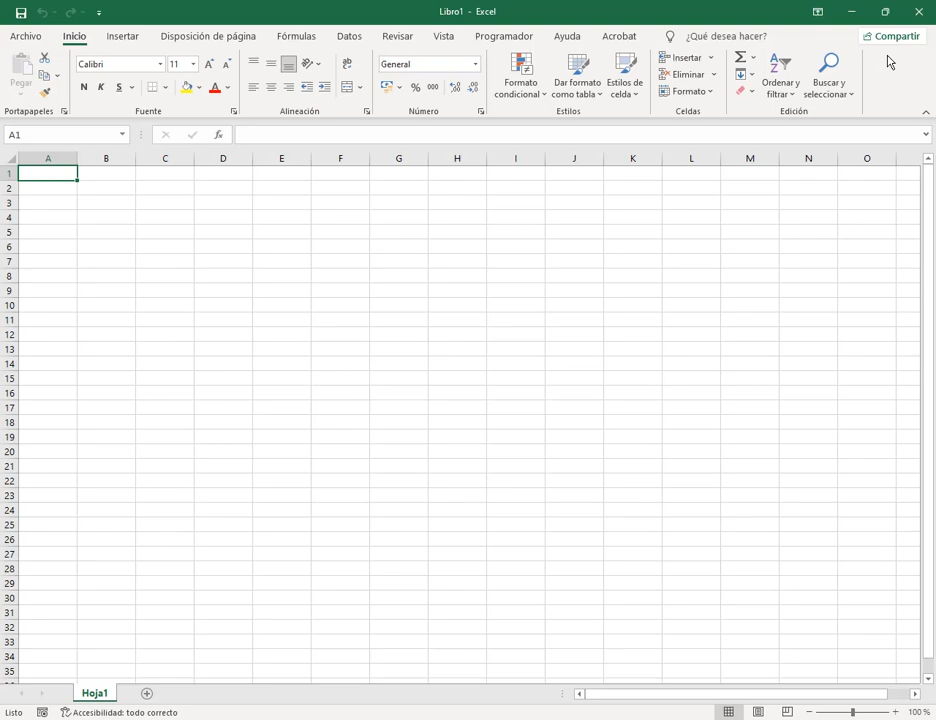 Libro1 - Excel
Archivo Inicio Insertar Disposición de página Fórmulas Datos Revisar Vista Programador Ayuda Acrobat ¿Qué desea hacer? Compartir
Pegar
Calibri 11
N K S A
ab
General
% 000
Formato condicional
Dar formato como tabla
Estilos de celda
Insertar
Eliminar
Formato
Ordenar y filtrar
Buscar y seleccionar
Portapapeles Fuente Alineación Número Estilos Celdas Edición
A1 fx
A B C D E F G H I J K L M N O
1
2
3
4
5
6
7
8
9
10
11
12
13
14
15
16
17
18
19
20
21
22
23
24
25
26
27
28
29
30
31
32
33
34
35
Hoja1
Listo Accesibilidad: todo correcto 100 %